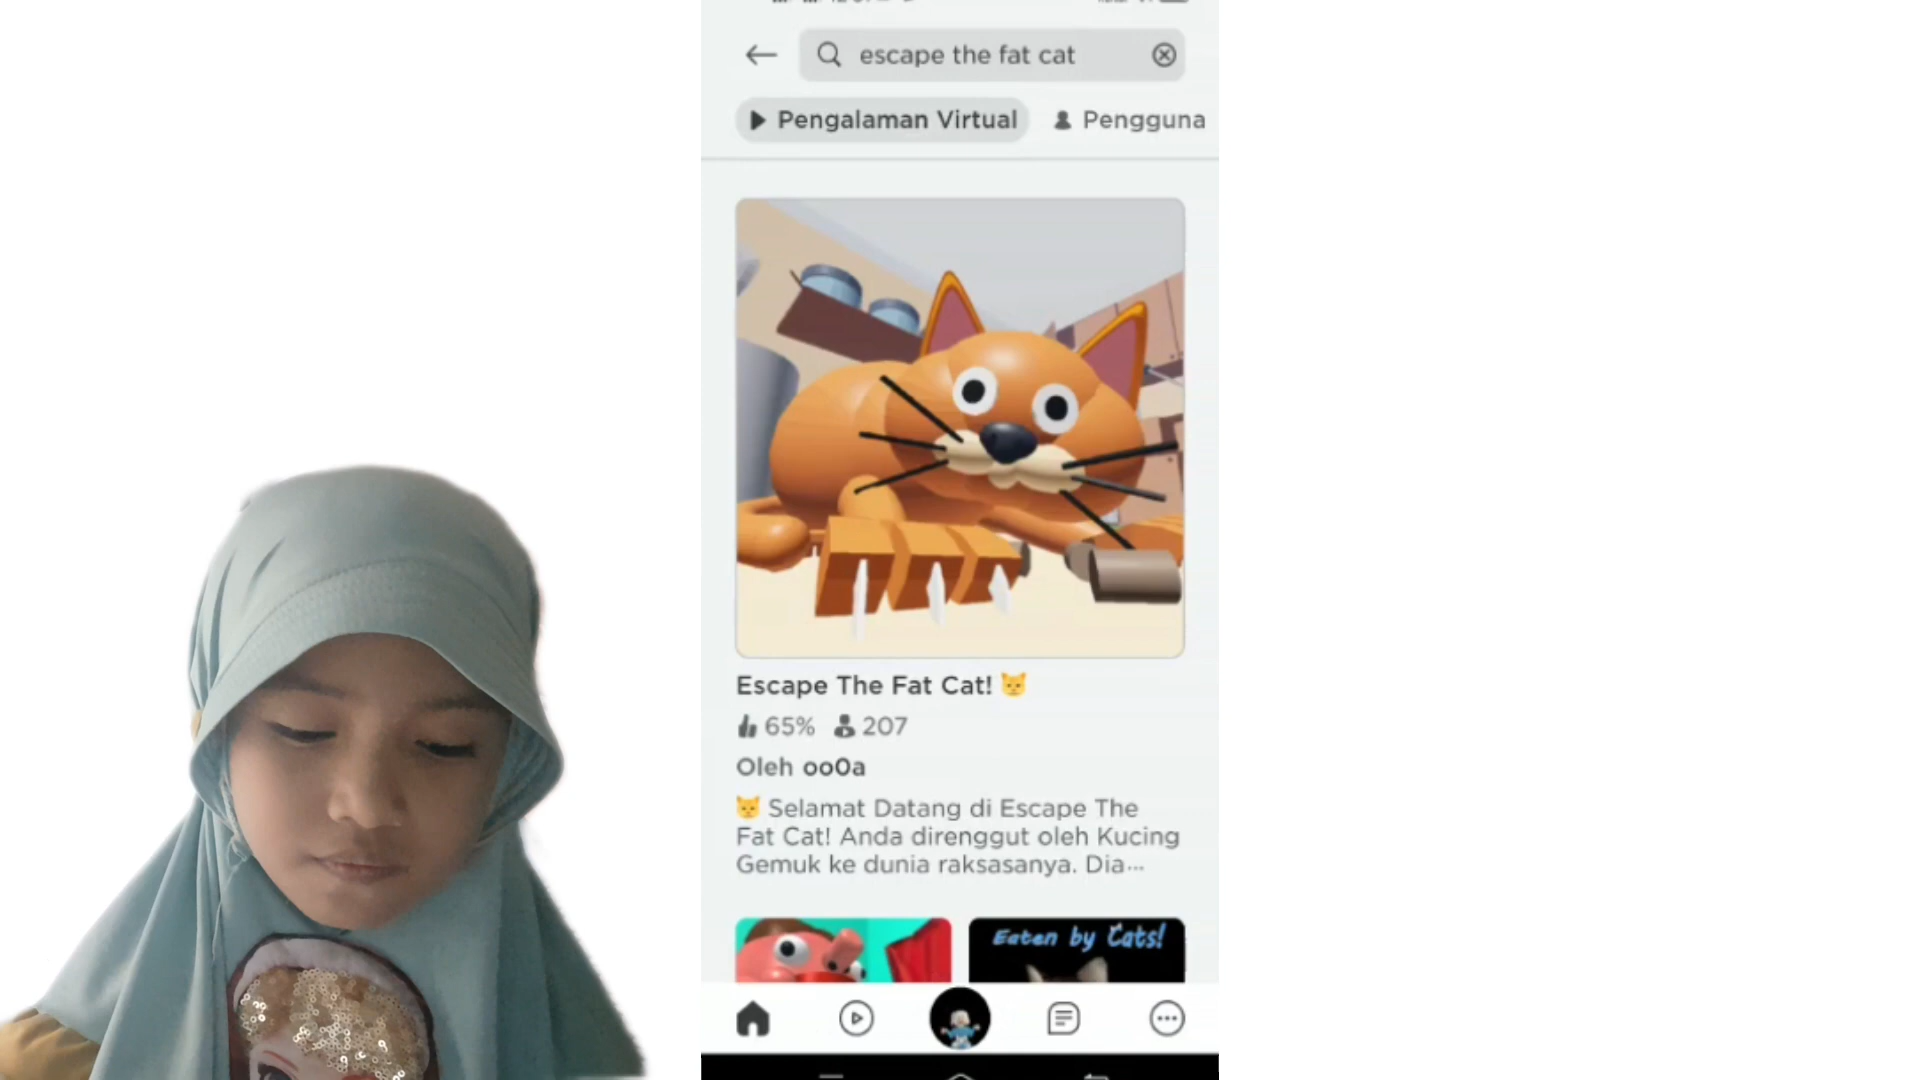 escape the fat cat
Pengalaman Virtual
Pengguna
Escape The Fat Cat! 🐱
65% 207
Oleh oo0a
🐱 Selamat Datang di Escape The
Fat Cat! Anda direnggut oleh Kucing
Gemuk ke dunia raksasanya. Dia...
Eaten by Cats!